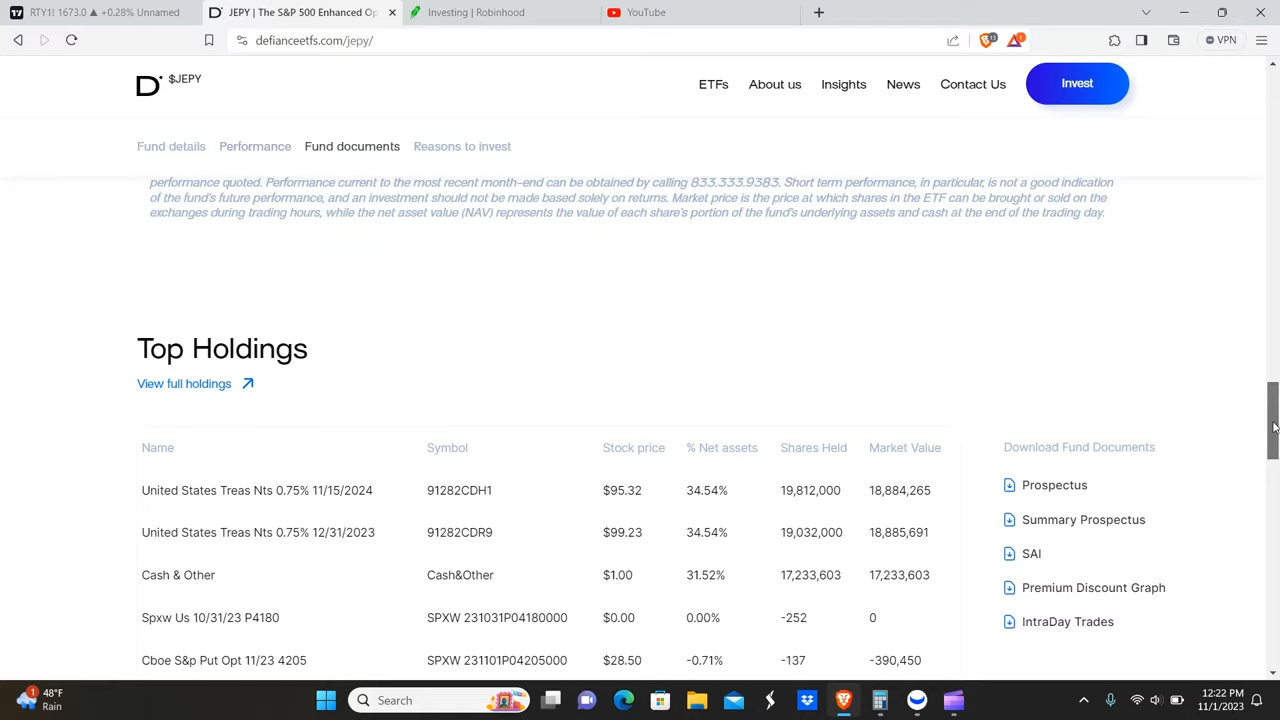 RTY1! 1673.0 ▲ +0.28% Unnamed
JEPY | The S&P 500 Enhanced Op
Investing | Robinhood
YouTube
defianceetfs.com/jepy/
VPN
$JEPY
ETFs
About us
Insights
News
Contact Us
Invest
Fund details
Performance
Fund documents
Reasons to invest
performance quoted. Performance current to the most recent month-end can be obtained by calling 833.333.9383. Short term performance, in particular, is not a good indication
of the fund's future performance, and an investment should not be made based solely on returns. Market price is the price at which shares in the ETF can be brought or sold on the
exchanges during trading hours, while the net asset value (NAV) represents the value of each share's portion of the fund's underlying assets and cash at the end of the trading day.
Top Holdings
View full holdings
Name Symbol Stock price % Net assets Shares Held Market Value
United States Treas Nts 0.75% 11/15/2024 91282CDH1 $95.32 34.54% 19,812,000 18,884,265
United States Treas Nts 0.75% 12/31/2023 91282CDR9 $99.23 34.54% 19,032,000 18,885,691
Cash & Other Cash&Other $1.00 31.52% 17,233,603 17,233,603
Spxw Us 10/31/23 P4180 SPXW 231031P04180000 $0.00 0.00% -252 0
Cboe S&p Put Opt 11/23 4205 SPXW 231101P04205000 $28.50 -0.71% -137 -390,450
Download Fund Documents
Prospectus
Summary Prospectus
SAI
Premium Discount Graph
IntraDay Trades
1
48°F
Rain
Search
12:22 PM
11/1/2023